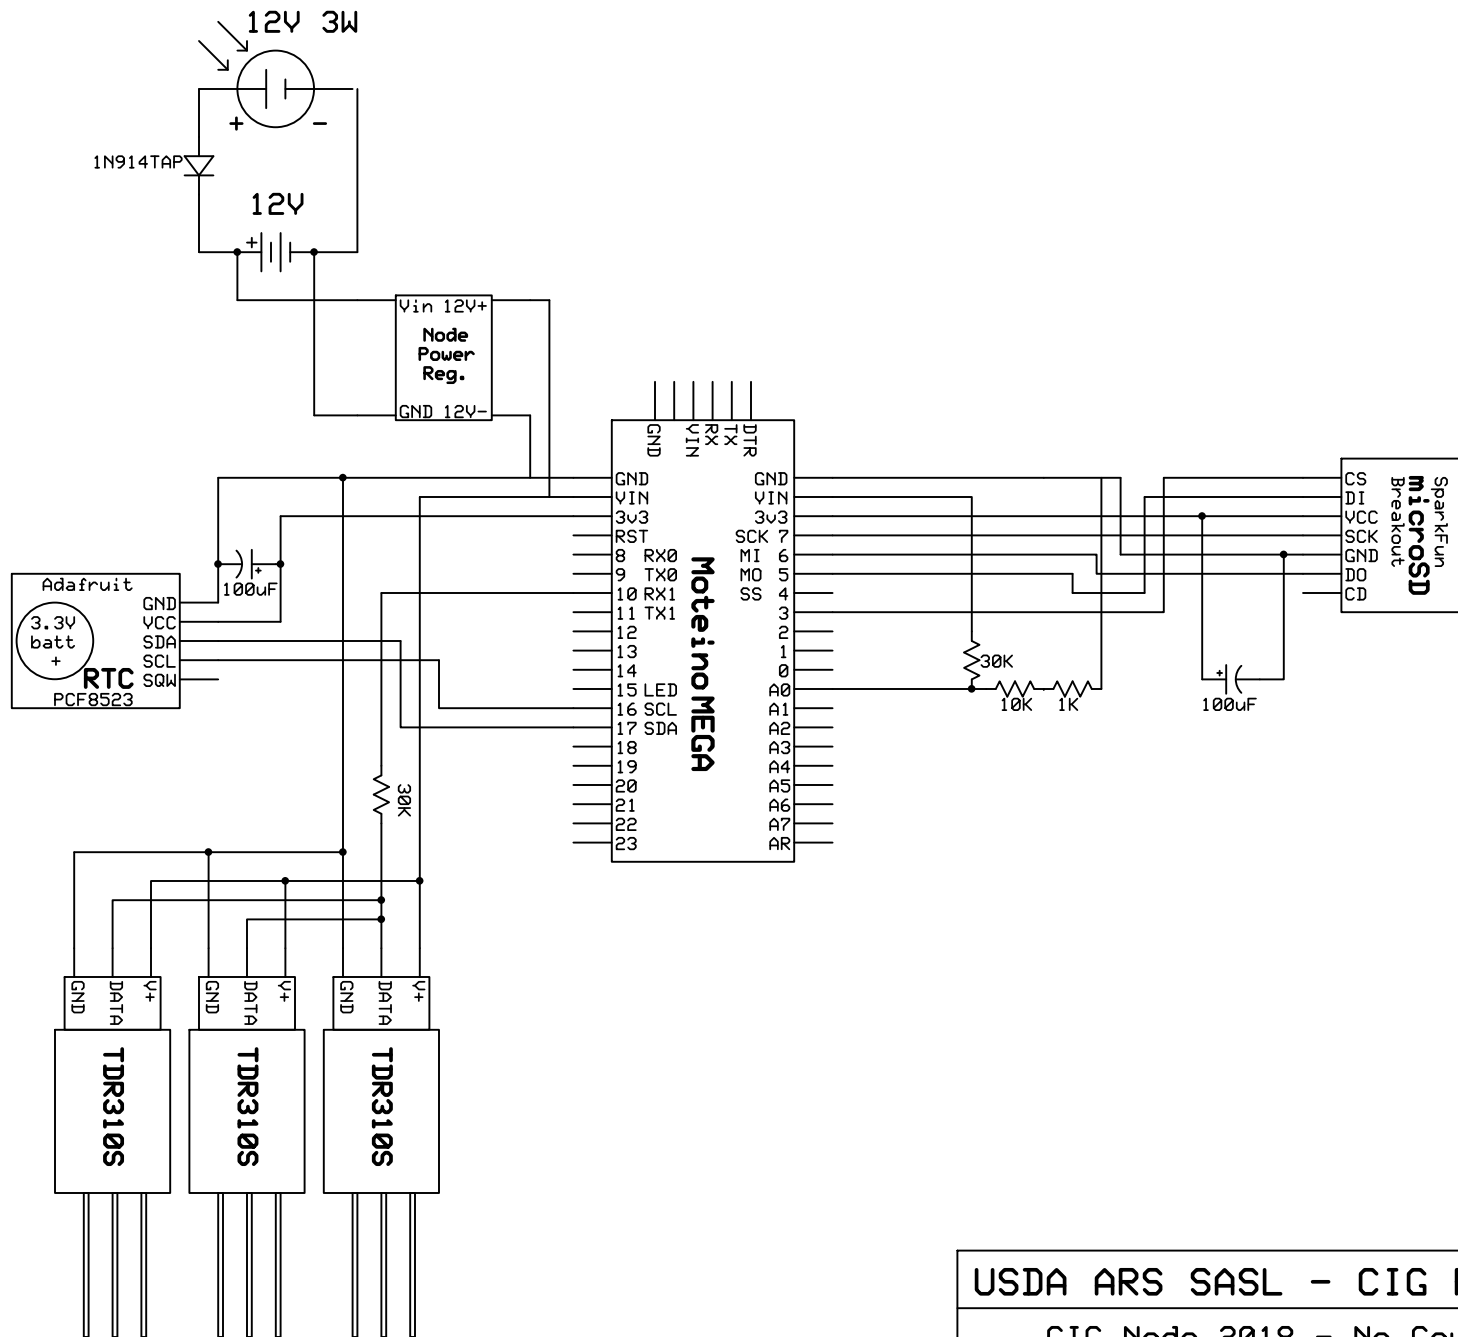 12V 3W
+ -
1N914TAP
12V
+
Vin 12V+
Node
Power
Reg.
GND 12V-
GND
VIN
RX
TX
DTR
GND
VIN
3v3
RST
8 RX0
9 TX0
10 RX1
11 TX1
12
13
14
15 LED
16 SCL
17 SDA
18
19
20
21
22
23
MoteinoMEGA
GND
VIN
3v3
SCK 7
MI 6
MO 5
SS 4
3
2
1
0
A0
A1
A2
A3
A4
A5
A6
A7
AR
CS
DI
VCC
SCK
GND
DO
CD
SparkFun
microSD
Breakout
30K
10K
1K
+
100uF
+
100uF
Adafruit
3.3V
batt
+
RTC
PCF8523
GND
VCC
SDA
SCL
SQW
30K
GND
DATA
V+
TDR310S
GND
DATA
V+
TDR310S
GND
DATA
V+
TDR310S
USDA ARS SASL - CIG
CIG Node 2018 - No